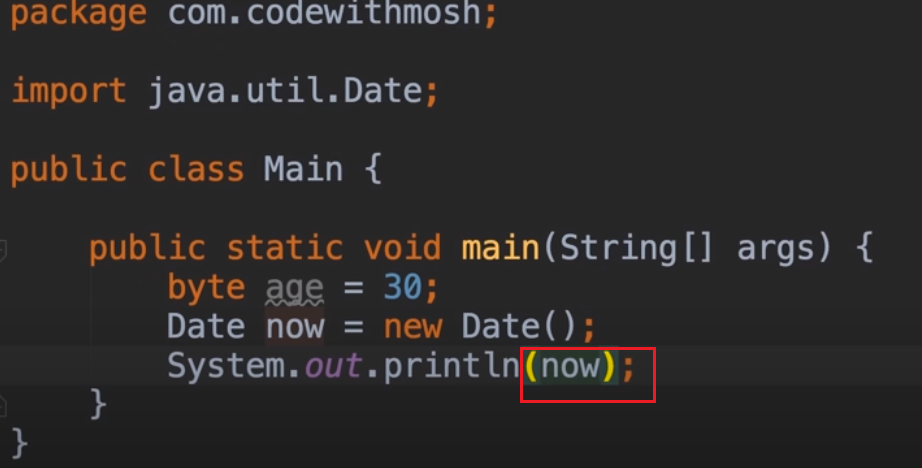 package com.codewithmosh;
import java.util.Date;
public class Main {
public static void main(String[] args) {
byte age = 30;
Date now = new Date();
System.out.println(now);
}
}